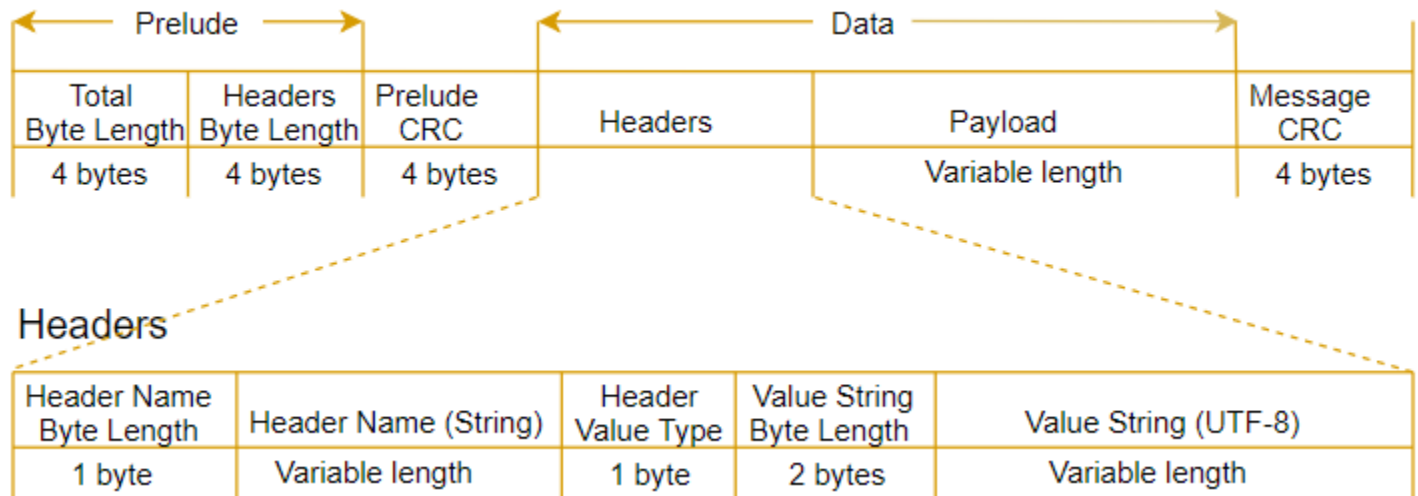 Prelude
Data
Total
Byte Length
Headers
Byte Length
Prelude
CRC
Headers
Payload
Message
CRC
4 bytes
4 bytes
4 bytes
Variable length
4 bytes
Headers
Header Name
Byte Length
Header Name (String)
Header
Value Type
Value String
Byte Length
Value String (UTF-8)
1 byte
Variable length
1 byte
2 bytes
Variable length